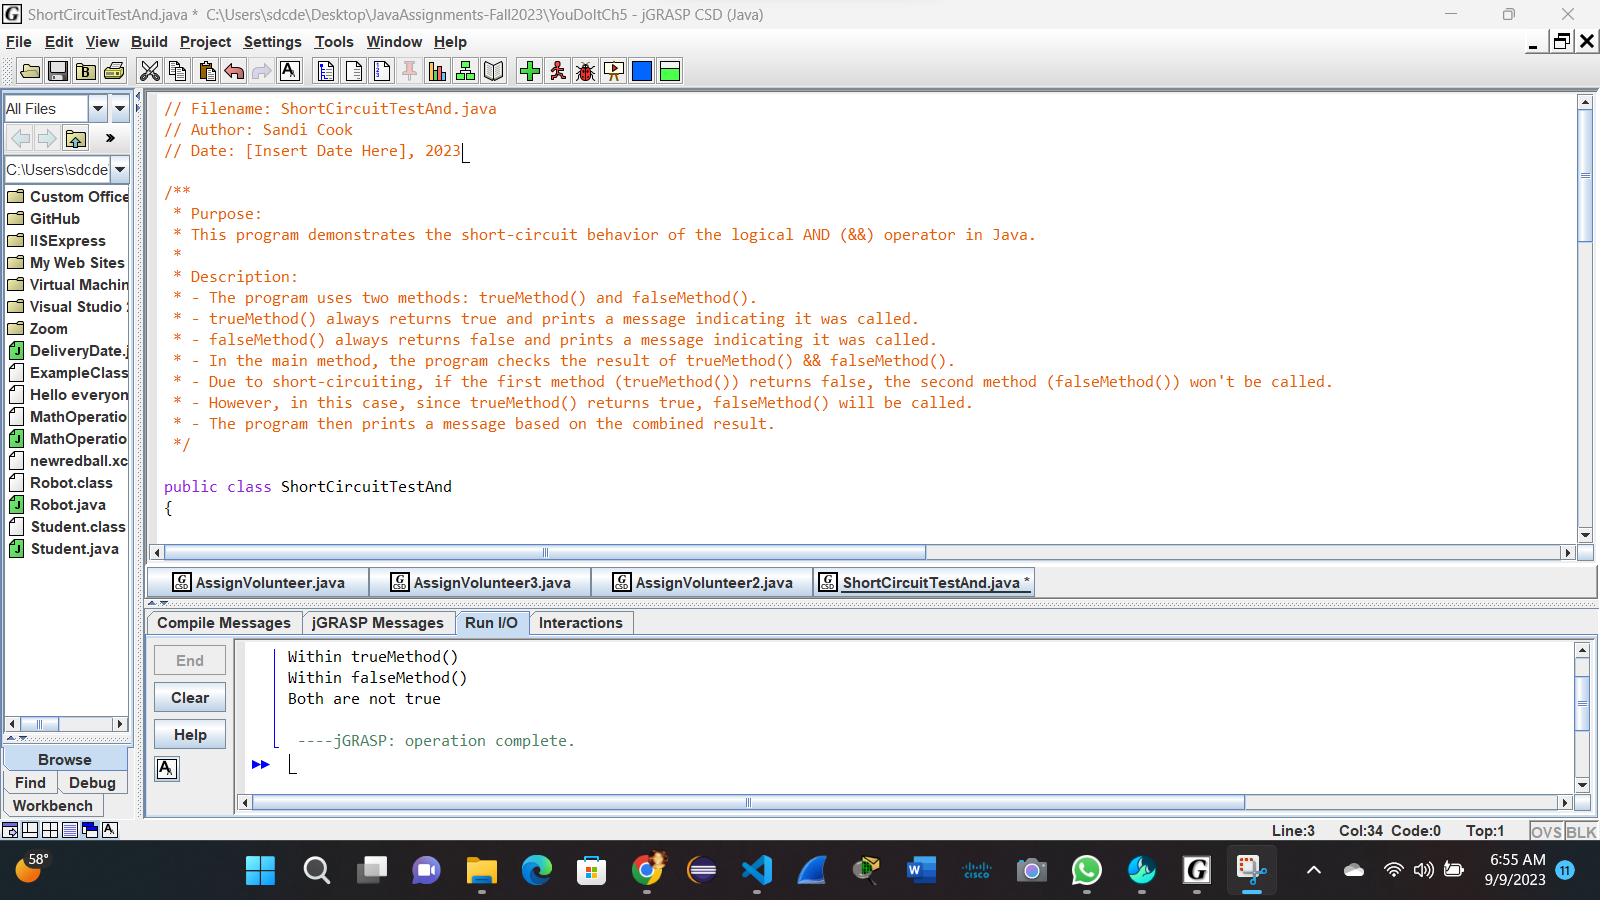 ShortCircuitTestAnd.java * C:\Users\sdcde\Desktop\JavaAssignments-Fall2023\YouDoItCh5 - jGRASP CSD (Java)
File Edit View Build Project Settings Tools Window Help
All Files
C:\Users\sdcde
Custom Office
GitHub
IISExpress
My Web Sites
Virtual Machin
Visual Studio
Zoom
DeliveryDate.j
ExampleClass
Hello everyon
MathOperatio
MathOperatio
newredball.xc
Robot.class
Robot.java
Student.class
Student.java
Browse
Find Debug
Workbench
// Filename: ShortCircuitTestAnd.java
// Author: Sandi Cook
// Date: [Insert Date Here], 2023
/**
* Purpose:
* This program demonstrates the short-circuit behavior of the logical AND (&&) operator in Java.
*
* Description:
* - The program uses two methods: trueMethod() and falseMethod().
* - trueMethod() always returns true and prints a message indicating it was called.
* - falseMethod() always returns false and prints a message indicating it was called.
* - In the main method, the program checks the result of trueMethod() && falseMethod().
* - Due to short-circuiting, if the first method (trueMethod()) returns false, the second method (falseMethod()) won't be called.
* - However, in this case, since trueMethod() returns true, falseMethod() will be called.
* - The program then prints a message based on the combined result.
*/
public class ShortCircuitTestAnd
{
AssignVolunteer.java AssignVolunteer3.java AssignVolunteer2.java ShortCircuitTestAnd.java *
Compile Messages jGRASP Messages Run I/O Interactions
End
Clear
Help
Within trueMethod()
Within falseMethod()
Both are not true
----jGRASP: operation complete.
Line:3 Col:34 Code:0 Top:1 OVS BLK
58°
6:55 AM
9/9/2023
11